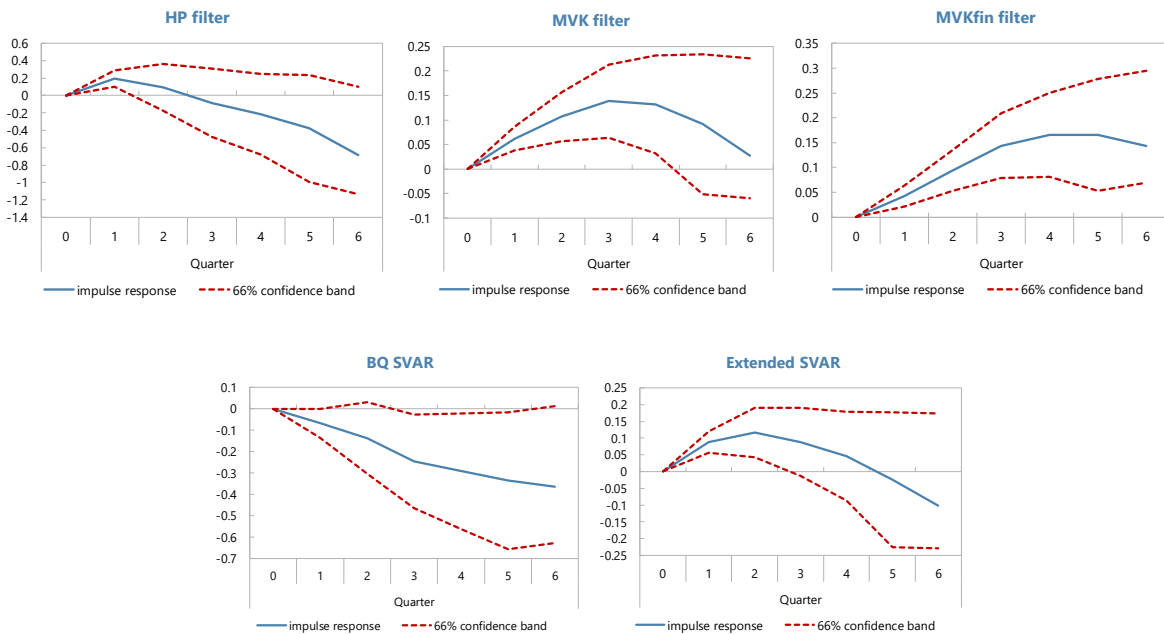 HP filter
0.6
0.4
0.2
0
-0.2
-0.4
-0.6
-0.8
-1
-1.2
-1.4
0 1 2 3 4 5 6
Quarter
impulse response 66% confidence band
MVK filter
0.25
0.2
0.15
0.1
0.05
0
-0.05
-0.1
0 1 2 3 4 5 6
Quarter
impulse response 66% confidence band
MVKfin filter
0.35
0.3
0.25
0.2
0.15
0.1
0.05
0
0 1 2 3 4 5 6
Quarter
impulse response 66% confidence band
BQ SVAR
0.1
0
-0.1
-0.2
-0.3
-0.4
-0.5
-0.6
-0.7
0 1 2 3 4 5 6
Quarter
impulse response 66% confidence band
Extended SVAR
0.25
0.2
0.15
0.1
0.05
0
-0.05
-0.1
-0.15
-0.2
-0.25
0 1 2 3 4 5 6
Quarter
impulse response 66% confidence band